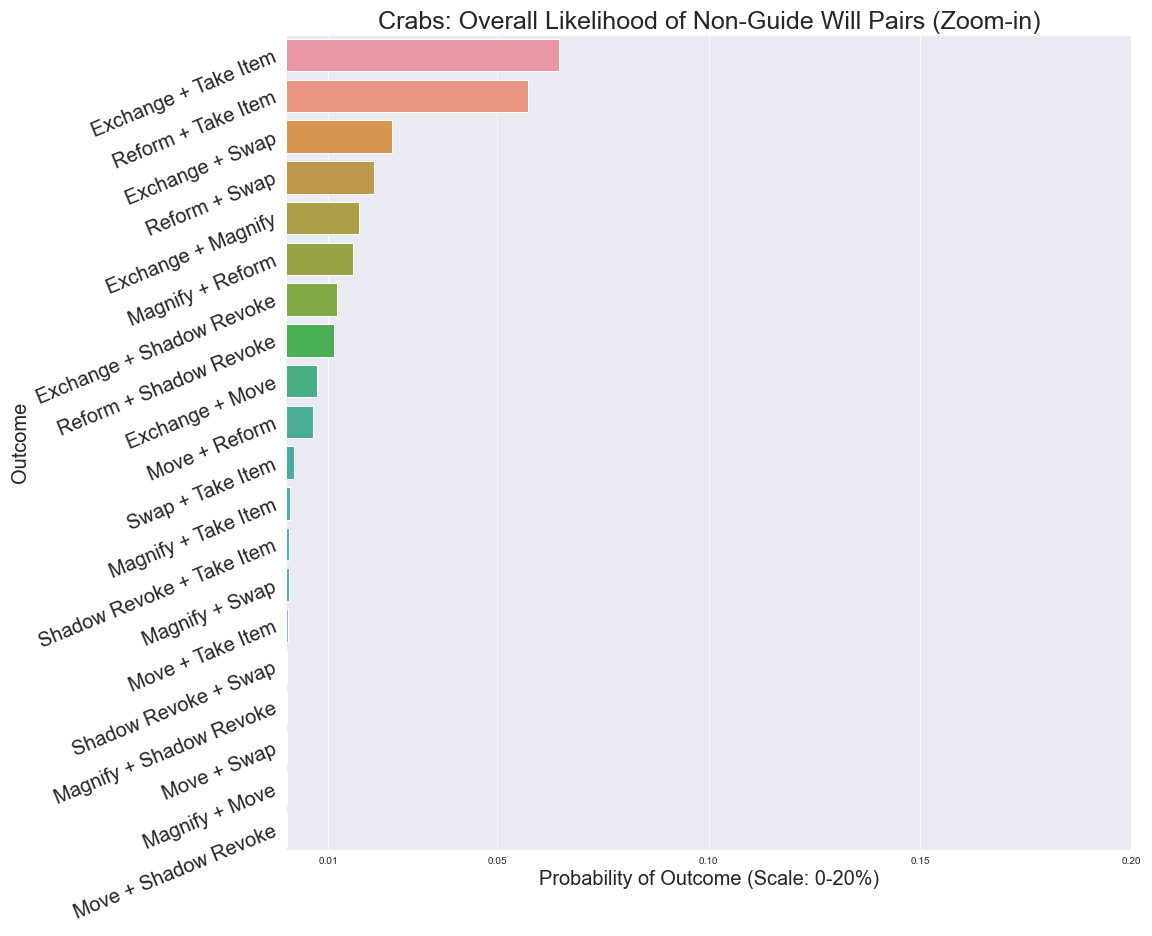 Crabs: Overall Likelihood of Non-Guide Will Pairs (Zoom-in)
Outcome
Exchange + Take Item
Reform + Take Item
Exchange + Swap
Reform + Swap
Exchange + Magnify
Magnify + Reform
Exchange + Shadow Revoke
Reform + Shadow Revoke
Exchange + Move
Move + Reform
Swap + Take Item
Magnify + Take Item
Shadow Revoke + Take Item
Magnify + Swap
Move + Take Item
Shadow Revoke + Swap
Magnify + Shadow Revoke
Move + Swap
Magnify + Move
Move + Shadow Revoke
0.01 0.05 0.10 0.15 0.20
Probability of Outcome (Scale: 0-20%)